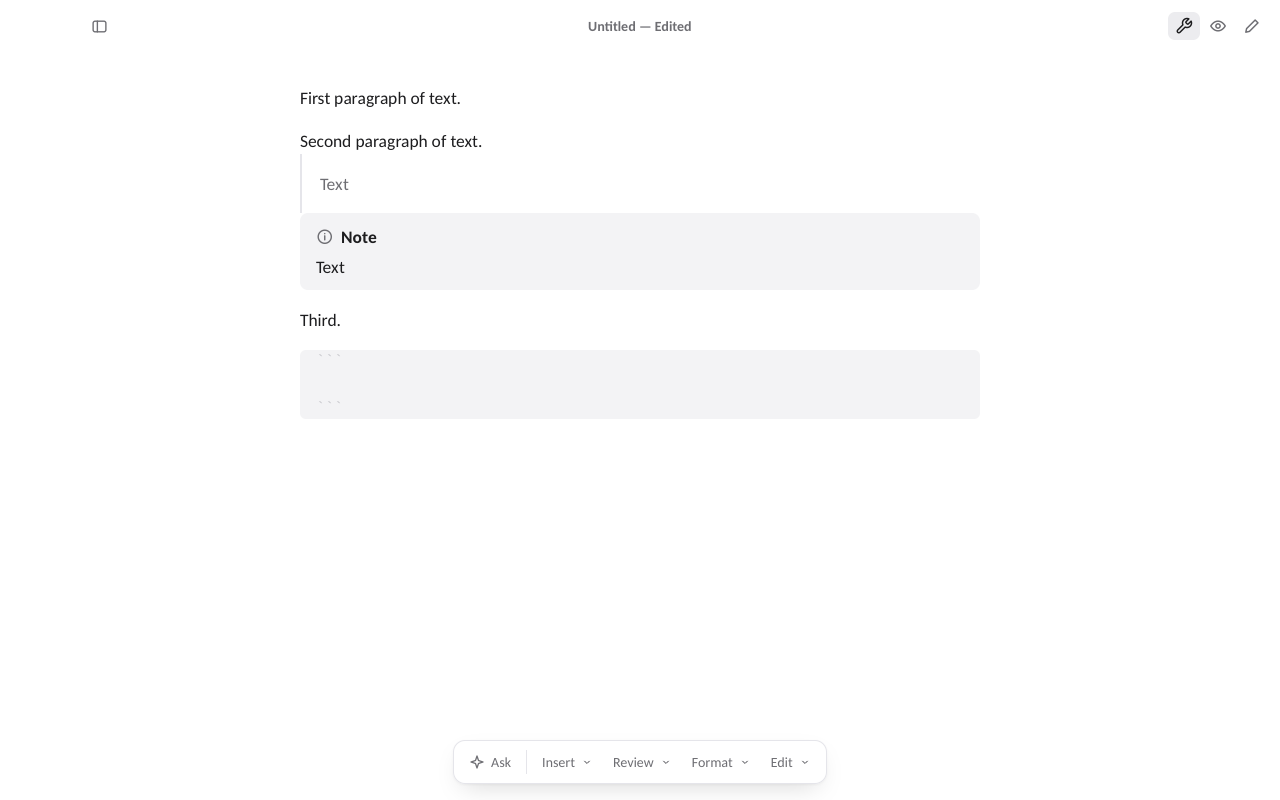 Untitled — Edited
First paragraph of text.
Second paragraph of text.
Text
Note
Text
Third.
```
```
Ask Insert Review Format Edit